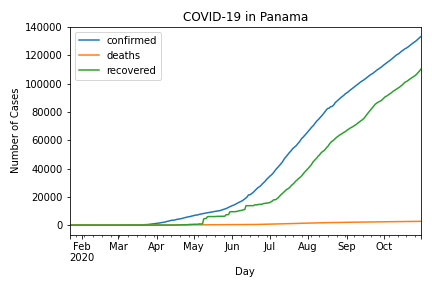 COVID-19 in Panama
140000
120000
100000
80000
60000
40000
20000
0
Number of Cases
confirmed
deaths
recovered
Feb Mar Apr May Jun Jul Aug Sep Oct
2020
Day